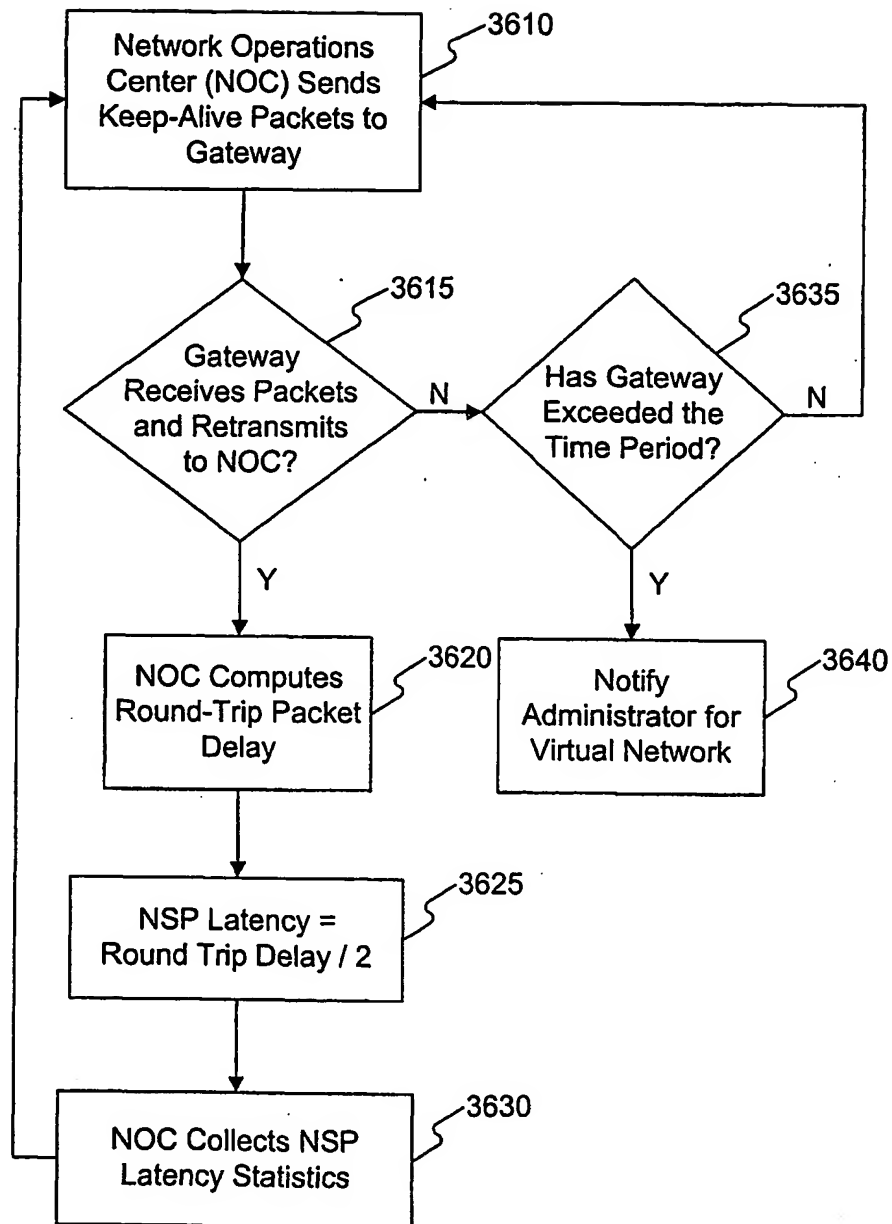 Network Operations
Center (NOC) Sends
Keep-Alive Packets to
Gateway
3610
Gateway
Receives Packets
and Retransmits
to NOC?
3615
N
Has Gateway
Exceeded the
Time Period?
3635
N
Y
Y
NOC Computes
Round-Trip Packet
Delay
3620
Notify
Administrator for
Virtual Network
3640
NSP Latency =
Round Trip Delay / 2
3625
NOC Collects NSP
Latency Statistics
3630